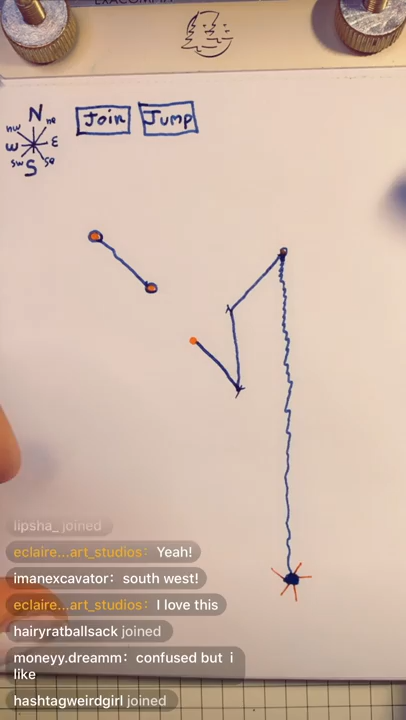 N
nw ne
W E
sw se
S
Join Jump
lipsha_ joined
eclaire...art_studios: Yeah!
imanexcavator: south west!
eclaire...art_studios: I love this
hairyratballsack joined
moneyy.dreamm: confused but i
like
hashtagweirdgirl joined